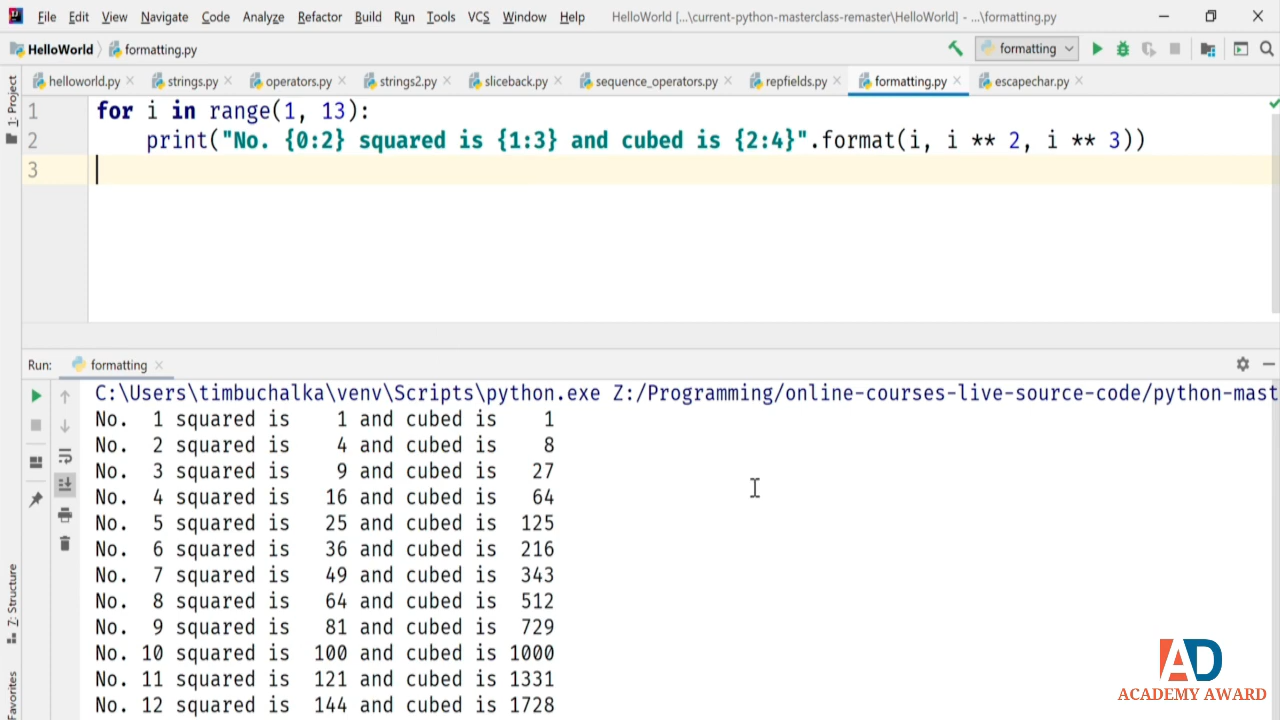 File Edit View Navigate Code Analyze Refactor Build Run Tools VCS Window Help HelloWorld [...\current-python-masterclass-remaster\HelloWorld] - ...\formatting.py
HelloWorld formatting.py formatting
helloworld.py strings.py operators.py strings2.py sliceback.py sequence_operators.py repfields.py formatting.py escapechar.py
1: Project
1 for i in range(1, 13):
2     print("No. {0:2} squared is {1:3} and cubed is {2:4}".format(i, i ** 2, i ** 3))
3
Run: formatting
C:\Users\timbuchalka\venv\Scripts\python.exe Z:/Programming/online-courses-live-source-code/python-mast
No.  1 squared is   1 and cubed is    1
No.  2 squared is   4 and cubed is    8
No.  3 squared is   9 and cubed is   27
No.  4 squared is  16 and cubed is   64
No.  5 squared is  25 and cubed is  125
No.  6 squared is  36 and cubed is  216
No.  7 squared is  49 and cubed is  343
No.  8 squared is  64 and cubed is  512
No.  9 squared is  81 and cubed is  729
No. 10 squared is 100 and cubed is 1000
No. 11 squared is 121 and cubed is 1331
No. 12 squared is 144 and cubed is 1728
Z: Structure
Favorites
AD
ACADEMY AWARD